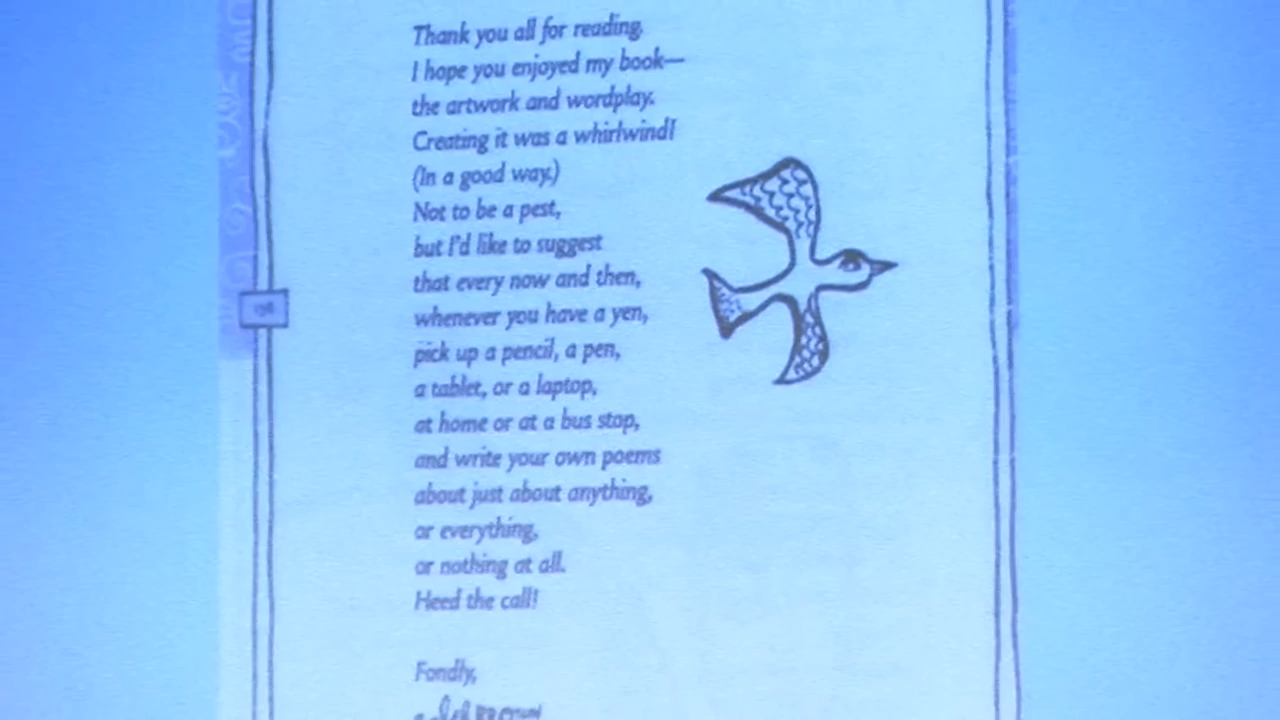 Thank you all for reading.
I hope you enjoyed my book—
the artwork and wordplay.
Creating it was a whirlwind!
(In a good way.)
Not to be a pest,
but I'd like to suggest
that every now and then,
whenever you have a yen,
pick up a pencil, a pen,
a tablet, or a laptop,
at home or at a bus stop,
and write your own poems
about just about anything,
or everything,
or nothing at all.
Heed the call!
Fondly,